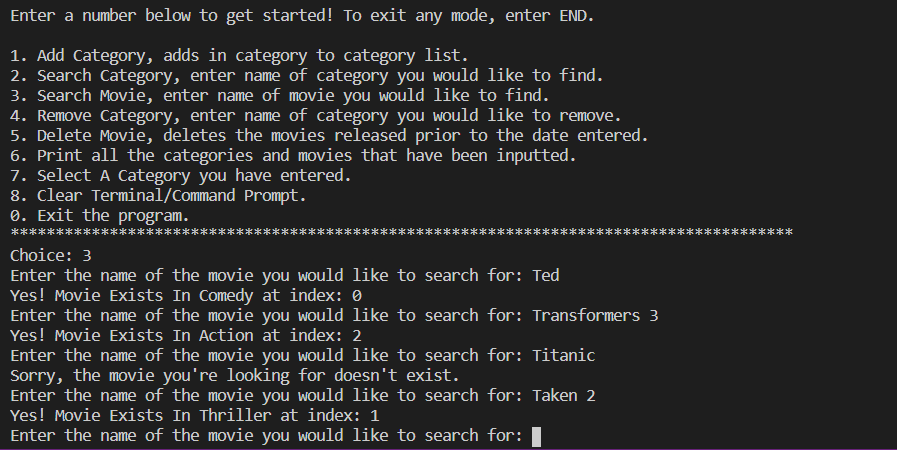 Enter a number below to get started! To exit any mode, enter END.
1. Add Category, adds in category to category list.
2. Search Category, enter name of category you would like to find.
3. Search Movie, enter name of movie you would like to find.
4. Remove Category, enter name of category you would like to remove.
5. Delete Movie, deletes the movies released prior to the date entered.
6. Print all the categories and movies that have been inputted.
7. Select A Category you have entered.
8. Clear Terminal/Command Prompt.
0. Exit the program.
***************************************************************************************
Choice: 3
Enter the name of the movie you would like to search for: Ted
Yes! Movie Exists In Comedy at index: 0
Enter the name of the movie you would like to search for: Transformers 3
Yes! Movie Exists In Action at index: 2
Enter the name of the movie you would like to search for: Titanic
Sorry, the movie you're looking for doesn't exist.
Enter the name of the movie you would like to search for: Taken 2
Yes! Movie Exists In Thriller at index: 1
Enter the name of the movie you would like to search for: